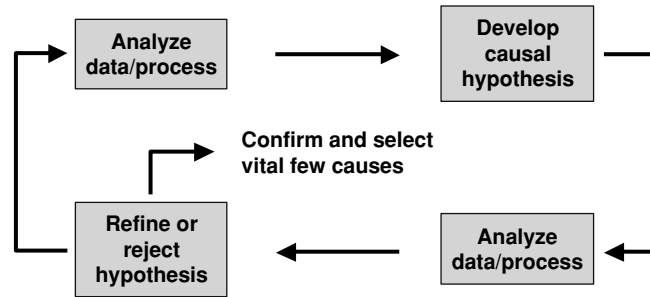 Analyze
data/process
Develop
causal
hypothesis
Confirm and select
vital few causes
Refine or
reject
hypothesis
Analyze
data/process